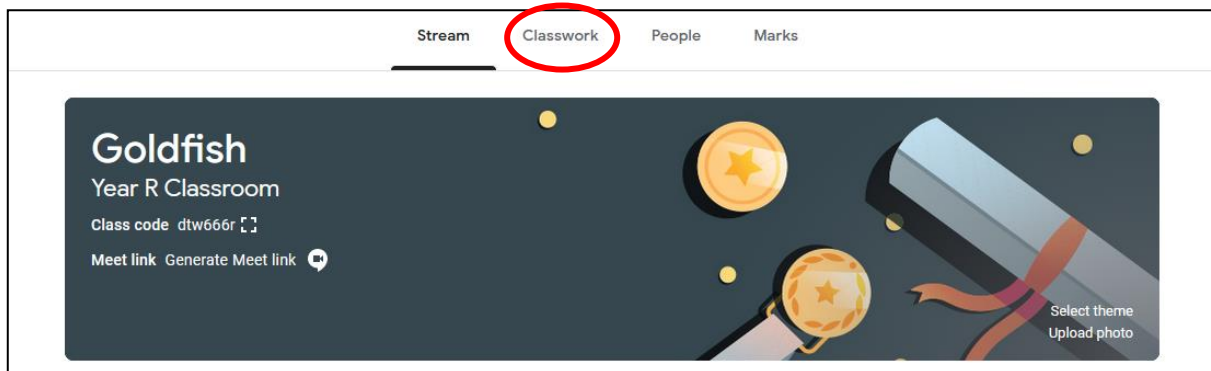 Stream Classwork People Marks
Goldfish
Year R Classroom
Class code dtw666r
Meet link Generate Meet link
Select theme
Upload photo